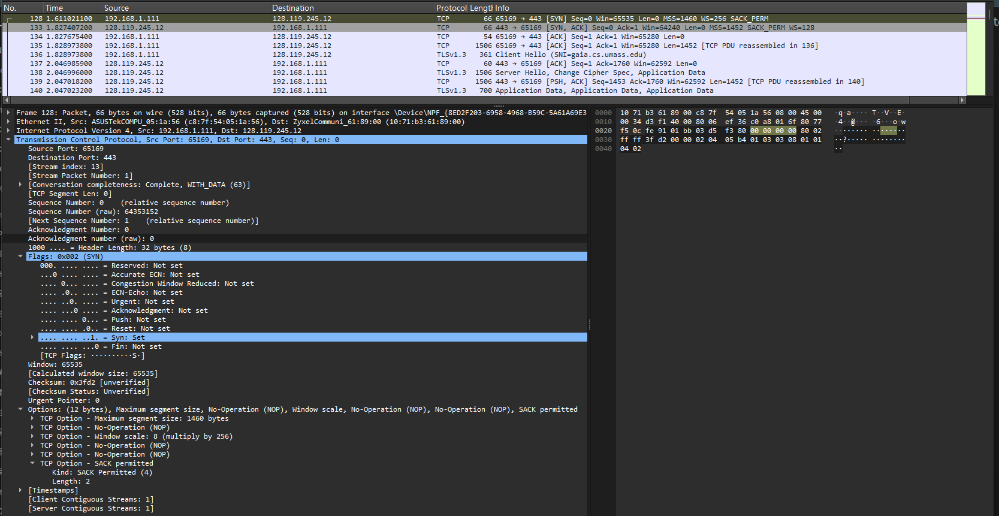 No. Time Source Destination Protocol Length Info
128 1.611021100 192.168.1.111 128.119.245.12 TCP 66 65169 → 443 [SYN] Seq=0 Win=65535 Len=0 MSS=1460 WS=256 SACK_PERM
133 1.827407200 128.119.245.12 192.168.1.111 TCP 66 443 → 65169 [SYN, ACK] Seq=0 Ack=1 Win=64240 Len=0 MSS=1452 SACK_PERM WS=128
134 1.827675400 192.168.1.111 128.119.245.12 TCP 54 65169 → 443 [ACK] Seq=1 Ack=1 Win=65280 Len=0
135 1.828973800 192.168.1.111 128.119.245.12 TCP 1506 65169 → 443 [ACK] Seq=1 Ack=1 Win=65280 Len=1452 [TCP PDU reassembled in 136]
136 1.828973800 192.168.1.111 128.119.245.12 TLSv1.3 361 Client Hello (SNI=gaia.cs.umass.edu)
137 2.046985900 128.119.245.12 192.168.1.111 TCP 60 443 → 65169 [ACK] Seq=1 Ack=1760 Win=62592 Len=0
138 2.046996000 128.119.245.12 192.168.1.111 TLSv1.3 1506 Server Hello, Change Cipher Spec, Application Data
139 2.047018200 128.119.245.12 192.168.1.111 TCP 1506 443 → 65169 [PSH, ACK] Seq=1453 Ack=1760 Win=62592 Len=1452 [TCP PDU reassembled in 140]
140 2.047023200 128.119.245.12 192.168.1.111 TLSv1.3 700 Application Data, Application Data, Application Data
Frame 128: Packet, 66 bytes on wire (528 bits), 66 bytes captured (528 bits) on interface \Device\NPF_{8ED2F203-6958-4968-B59C-5A61A69E3
Ethernet II, Src: ASUSTekCOMPU_05:1a:56 (c8:7f:54:05:1a:56), Dst: ZyxelCommuni_61:89:00 (10:71:b3:61:89:00)
Internet Protocol Version 4, Src: 192.168.1.111, Dst: 128.119.245.12
Transmission Control Protocol, Src Port: 65169, Dst Port: 443, Seq: 0, Len: 0
Source Port: 65169
Destination Port: 443
[Stream index: 13]
[Stream Packet Number: 1]
[Conversation completeness: Complete, WITH_DATA (63)]
[TCP Segment Len: 0]
Sequence Number: 0 (relative sequence number)
Sequence Number (raw): 64353152
[Next Sequence Number: 1 (relative sequence number)]
Acknowledgment Number: 0
Acknowledgment number (raw): 0
1000 .... = Header Length: 32 bytes (8)
Flags: 0x002 (SYN)
000. .... .... = Reserved: Not set
...0 .... .... = Accurate ECN: Not set
.... 0... .... = Congestion Window Reduced: Not set
.... .0.. .... = ECN-Echo: Not set
.... ..0. .... = Urgent: Not set
.... ...0 .... = Acknowledgment: Not set
.... .... 0... = Push: Not set
.... .... .0.. = Reset: Not set
.... .... ..1. = Syn: Set
.... .... ...0 = Fin: Not set
[TCP Flags: ··········S·]
Window: 65535
[Calculated window size: 65535]
Checksum: 0x3fd2 [unverified]
[Checksum Status: Unverified]
Urgent Pointer: 0
Options: (12 bytes), Maximum segment size, No-Operation (NOP), Window scale, No-Operation (NOP), No-Operation (NOP), SACK permitted
TCP Option - Maximum segment size: 1460 bytes
TCP Option - No-Operation (NOP)
TCP Option - Window scale: 8 (multiply by 256)
TCP Option - No-Operation (NOP)
TCP Option - No-Operation (NOP)
TCP Option - SACK permitted
Kind: SACK Permitted (4)
Length: 2
[Timestamps]
[Client Contiguous Streams: 1]
[Server Contiguous Streams: 1]
0000 10 71 b3 61 89 00 c8 7f 54 05 1a 56 08 00 45 00 ·q·a···· T··V··E·
0010 00 34 d3 f1 40 00 80 06 ef 36 c0 a8 01 6f 80 77 ·4··@··· ·6···o·w
0020 f5 0c fe 91 01 bb 03 d5 f3 80 00 00 00 00 80 02 ········ ········
0030 ff ff 3f d2 00 00 02 04 05 b4 01 03 03 08 01 01 ··?····· ········
0040 04 02 ··